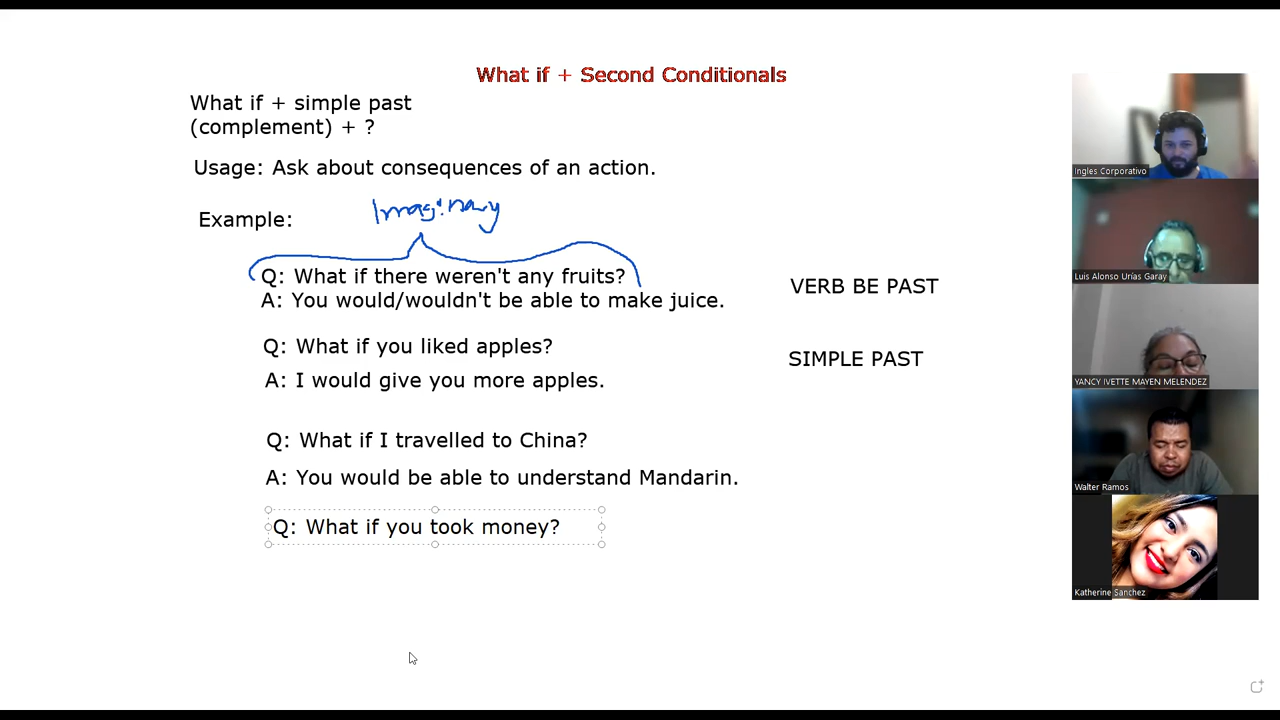 What if + Second Conditionals
What if + simple past
(complement) + ?
Usage: Ask about consequences of an action.
Example:
Imaginary
Q: What if there weren't any fruits?
A: You would/wouldn't be able to make juice.
VERB BE PAST
Q: What if you liked apples?
SIMPLE PAST
A: I would give you more apples.
Q: What if I travelled to China?
A: You would be able to understand Mandarin.
Q: What if you took money?
Ingles Corporativo
Luis Alonso Urías Garay
YANCY IVETTE MAYEN MELENDEZ
Walter Ramos
Katherine Sanchez